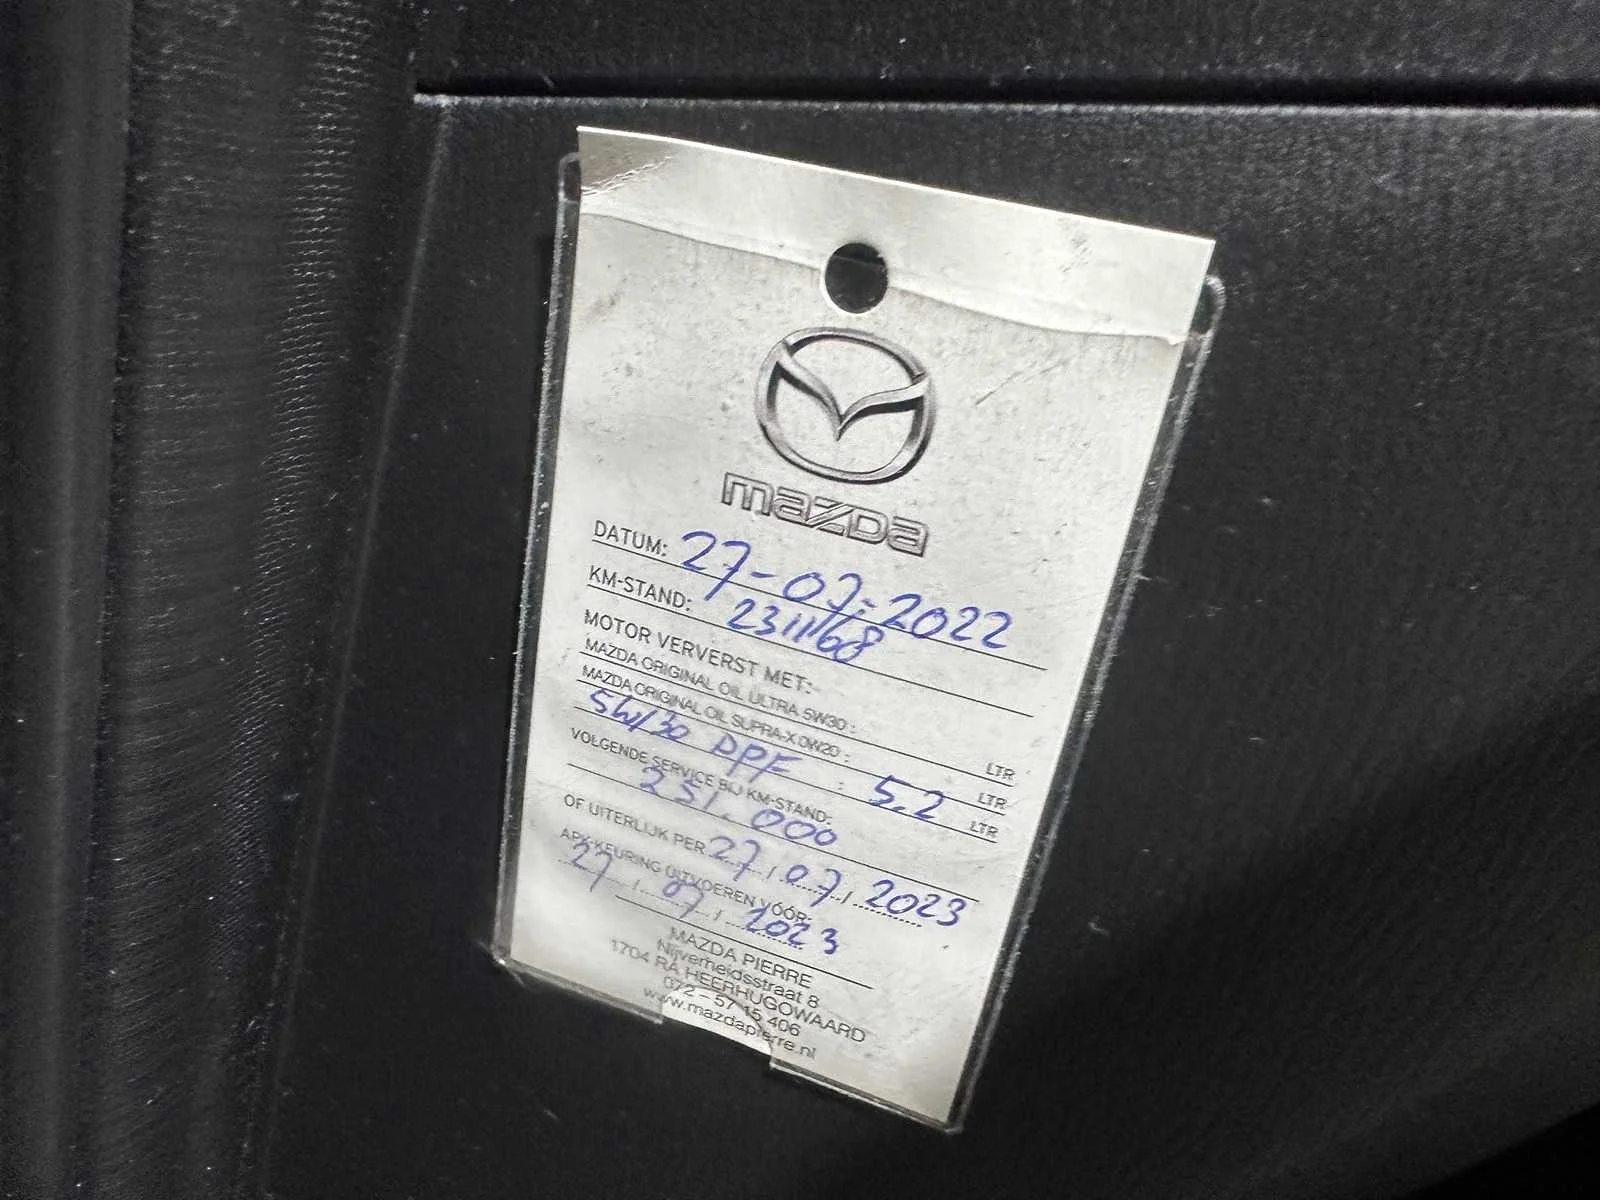 mazda
DATUM: 27-07-2022
KM-STAND: 231168
MOTOR VERVERST MET:
MAZDA ORIGINAL OIL ULTRA 5W30 : LTR
MAZDA ORIGINAL OIL SUPRA-X 0W20 : LTR
5W/30 DPF : 5.2 LTR
VOLGENDE SERVICE BIJ KM-STAND:
251.000
OF UITERLIJK PER 27 / 07 / 2023
APK-KEURING UITVOEREN VÓÓR:
27 / 07 / 2023
MAZDA PIERRE
Nijverheidsstraat 8
1704 RA HEERHUGOWAARD
072 - 57 15 406
www.mazdapierre.nl